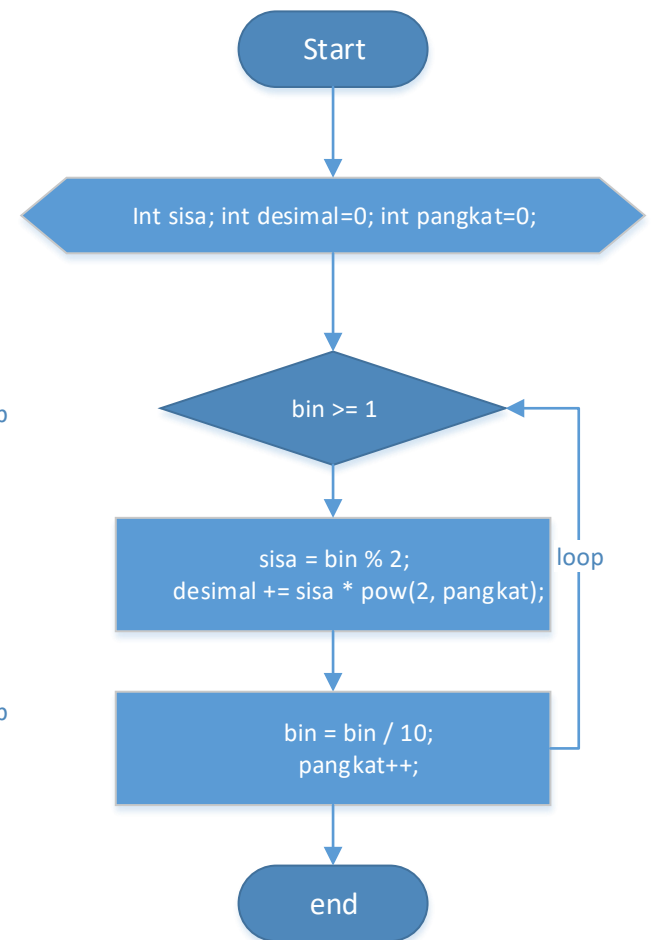 Start
Int sisa; int desimal=0; int pangkat=0;
bin >= 1
sisa = bin % 2;
desimal += sisa * pow(2, pangkat);
loop
bin = bin / 10;
pangkat++;
end